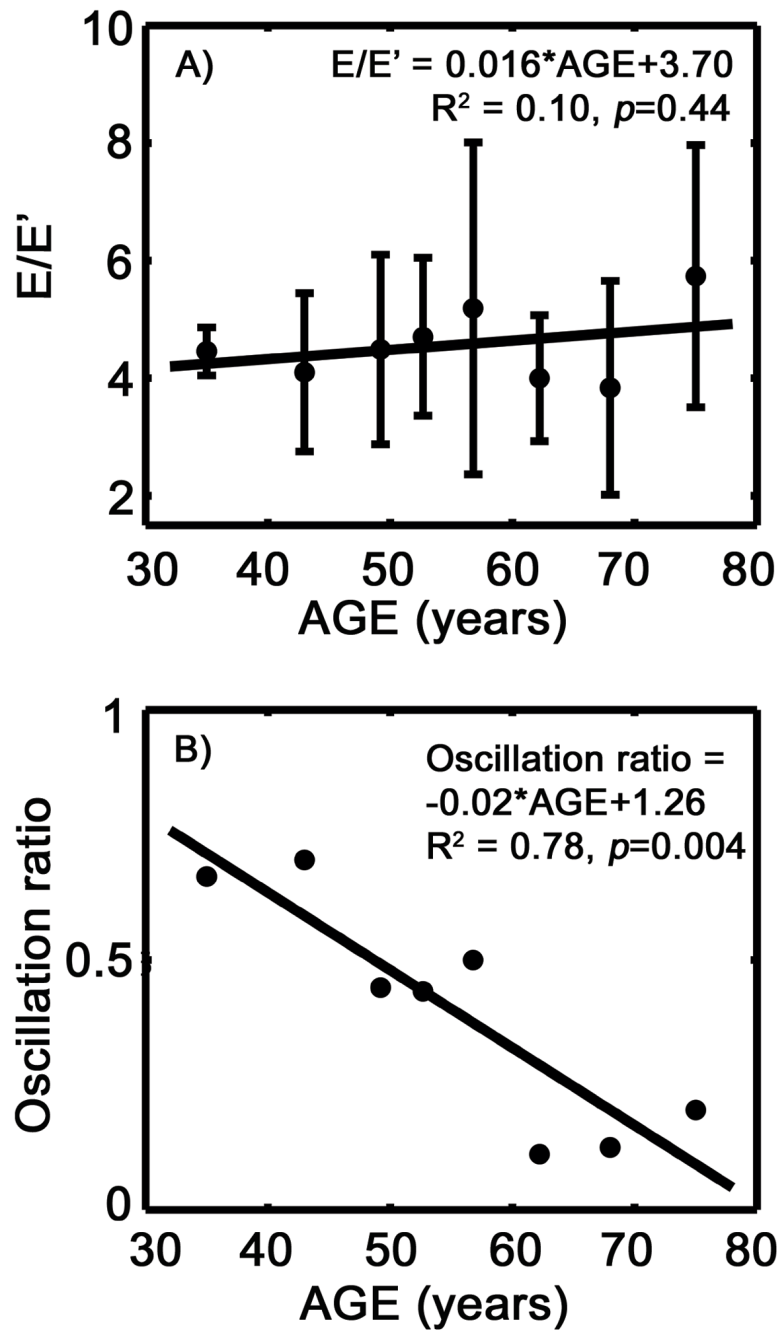 A)
E/E' = 0.016*AGE+3.70
R² = 0.10, p=0.44
10
8
6
4
2
E/E'
30 40 50 60 70 80
AGE (years)
B)
Oscillation ratio =
-0.02*AGE+1.26
R² = 0.78, p=0.004
1
0.5
0
Oscillation ratio
30 40 50 60 70 80
AGE (years)